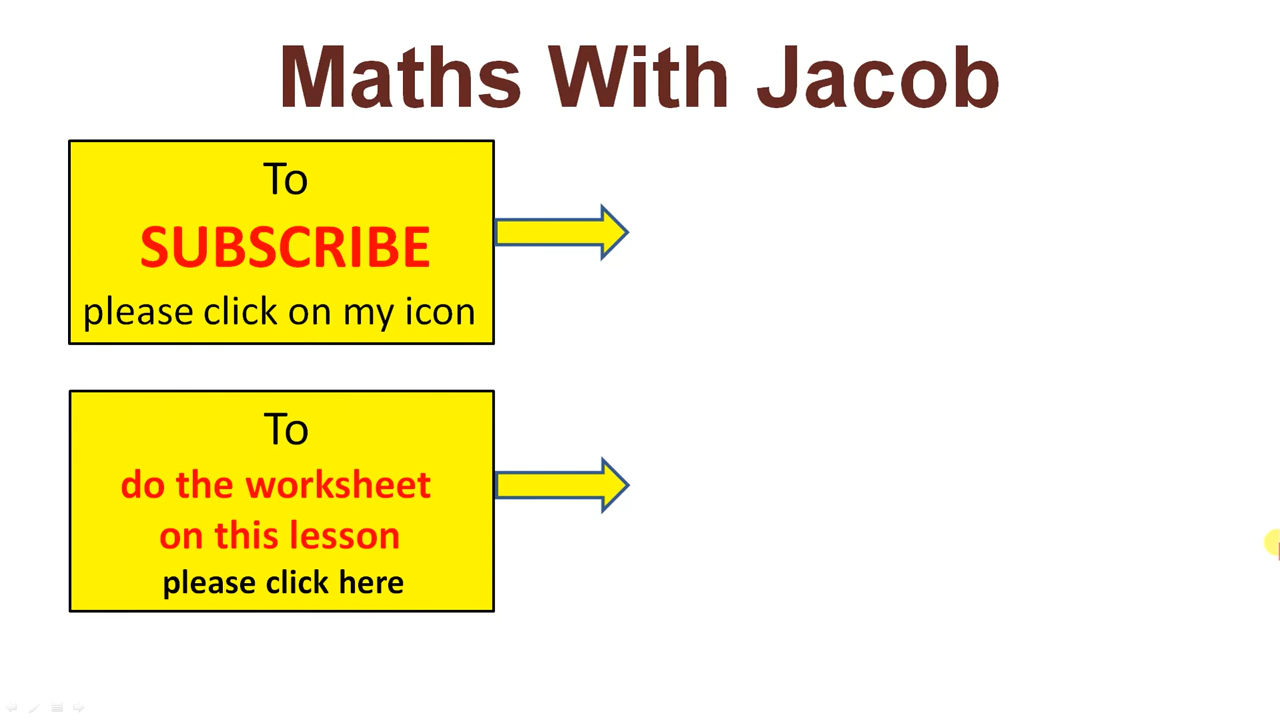 Maths With Jacob
To
SUBSCRIBE
please click on my icon
To
do the worksheet
on this lesson
please click here